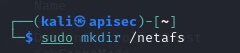 ┌──(kali㉿apisec)-[~]
└─$ sudo mkdir /netafs